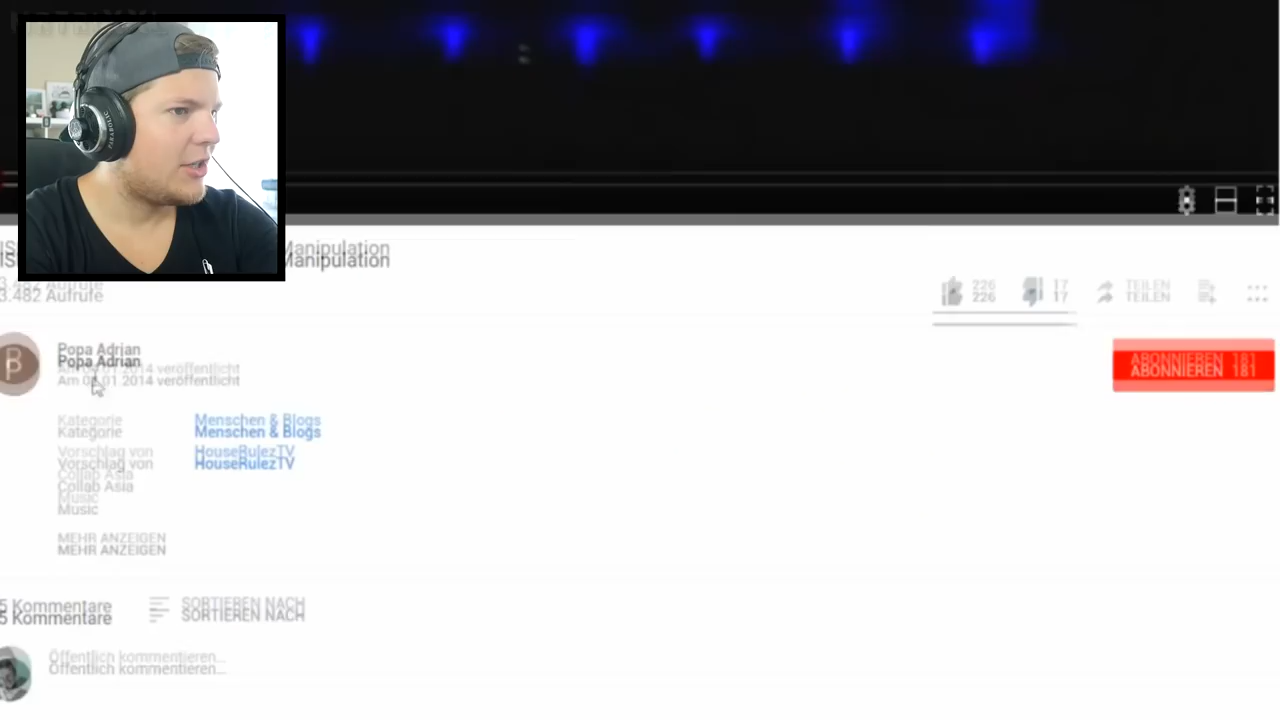 Manipulation
3.482 Aufrufe
226
17
TEILEN
Popa Adrian
2014 veröffentlicht
ABONNIEREN 181
Kategorie
Menschen & Blogs
Vorschlag von
HouseRulezTV
Collab Asia
Music
MEHR ANZEIGEN
5 Kommentare
SORTIEREN NACH
Öffentlich kommentieren...